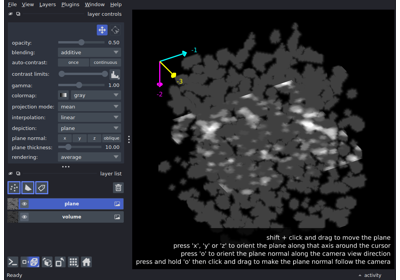 File View Layers Plugins Window Help
layer controls
opacity: 0.50
blending: additive
auto-contrast: once continuous
contrast limits:
gamma: 1.00
colormap: gray
projection mode: mean
interpolation: linear
depiction: plane
plane normal: x y z oblique
plane thickness: 10.00
rendering: average
layer list
plane
volume
Ready
-1
-3
-2
shift + click and drag to move the plane
press 'x', 'y' or 'z' to orient the plane along that axis around the cursor
press 'o' to orient the plane normal along the camera view direction
press and hold 'o' then click and drag to make the plane normal follow the camera
activity